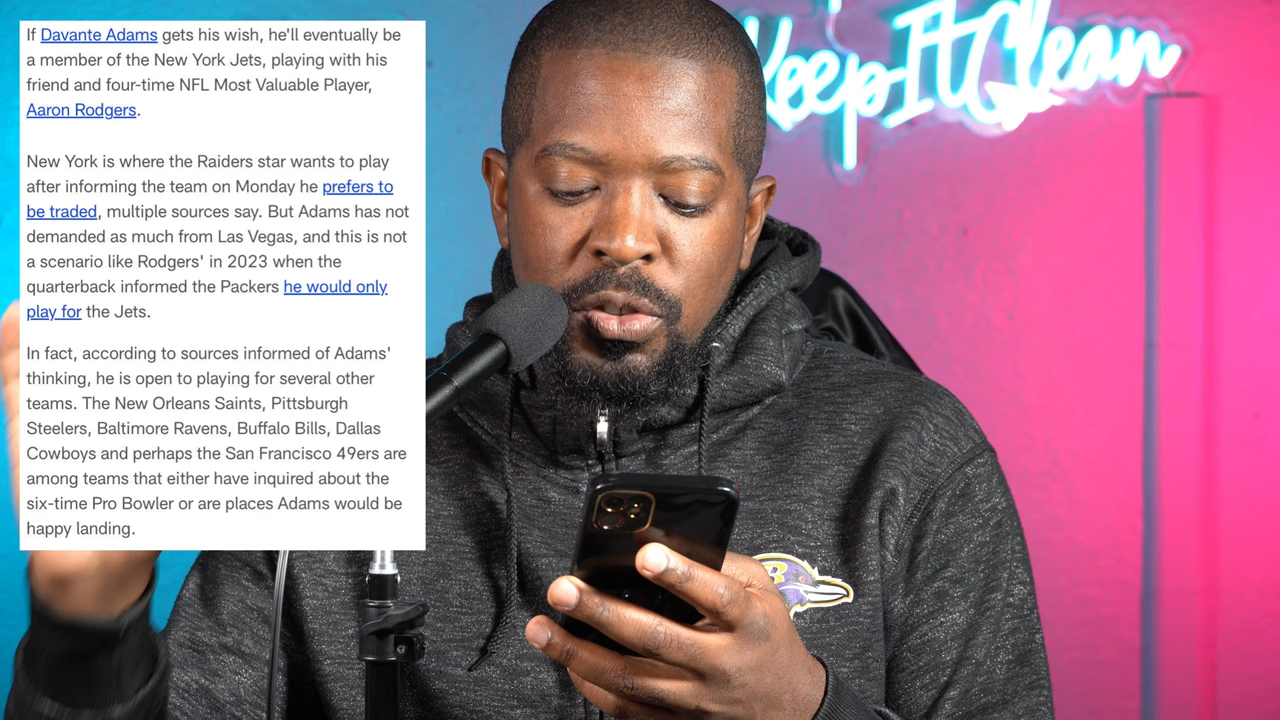 If Davante Adams gets his wish, he'll eventually be
a member of the New York Jets, playing with his
friend and four-time NFL Most Valuable Player,
Aaron Rodgers.
New York is where the Raiders star wants to play
after informing the team on Monday he prefers to
be traded, multiple sources say. But Adams has not
demanded as much from Las Vegas, and this is not
a scenario like Rodgers' in 2023 when the
quarterback informed the Packers he would only
play for the Jets.
In fact, according to sources informed of Adams'
thinking, he is open to playing for several other
teams. The New Orleans Saints, Pittsburgh
Steelers, Baltimore Ravens, Buffalo Bills, Dallas
Cowboys and perhaps the San Francisco 49ers are
among teams that either have inquired about the
six-time Pro Bowler or are places Adams would be
happy landing.
KeepItClean
B